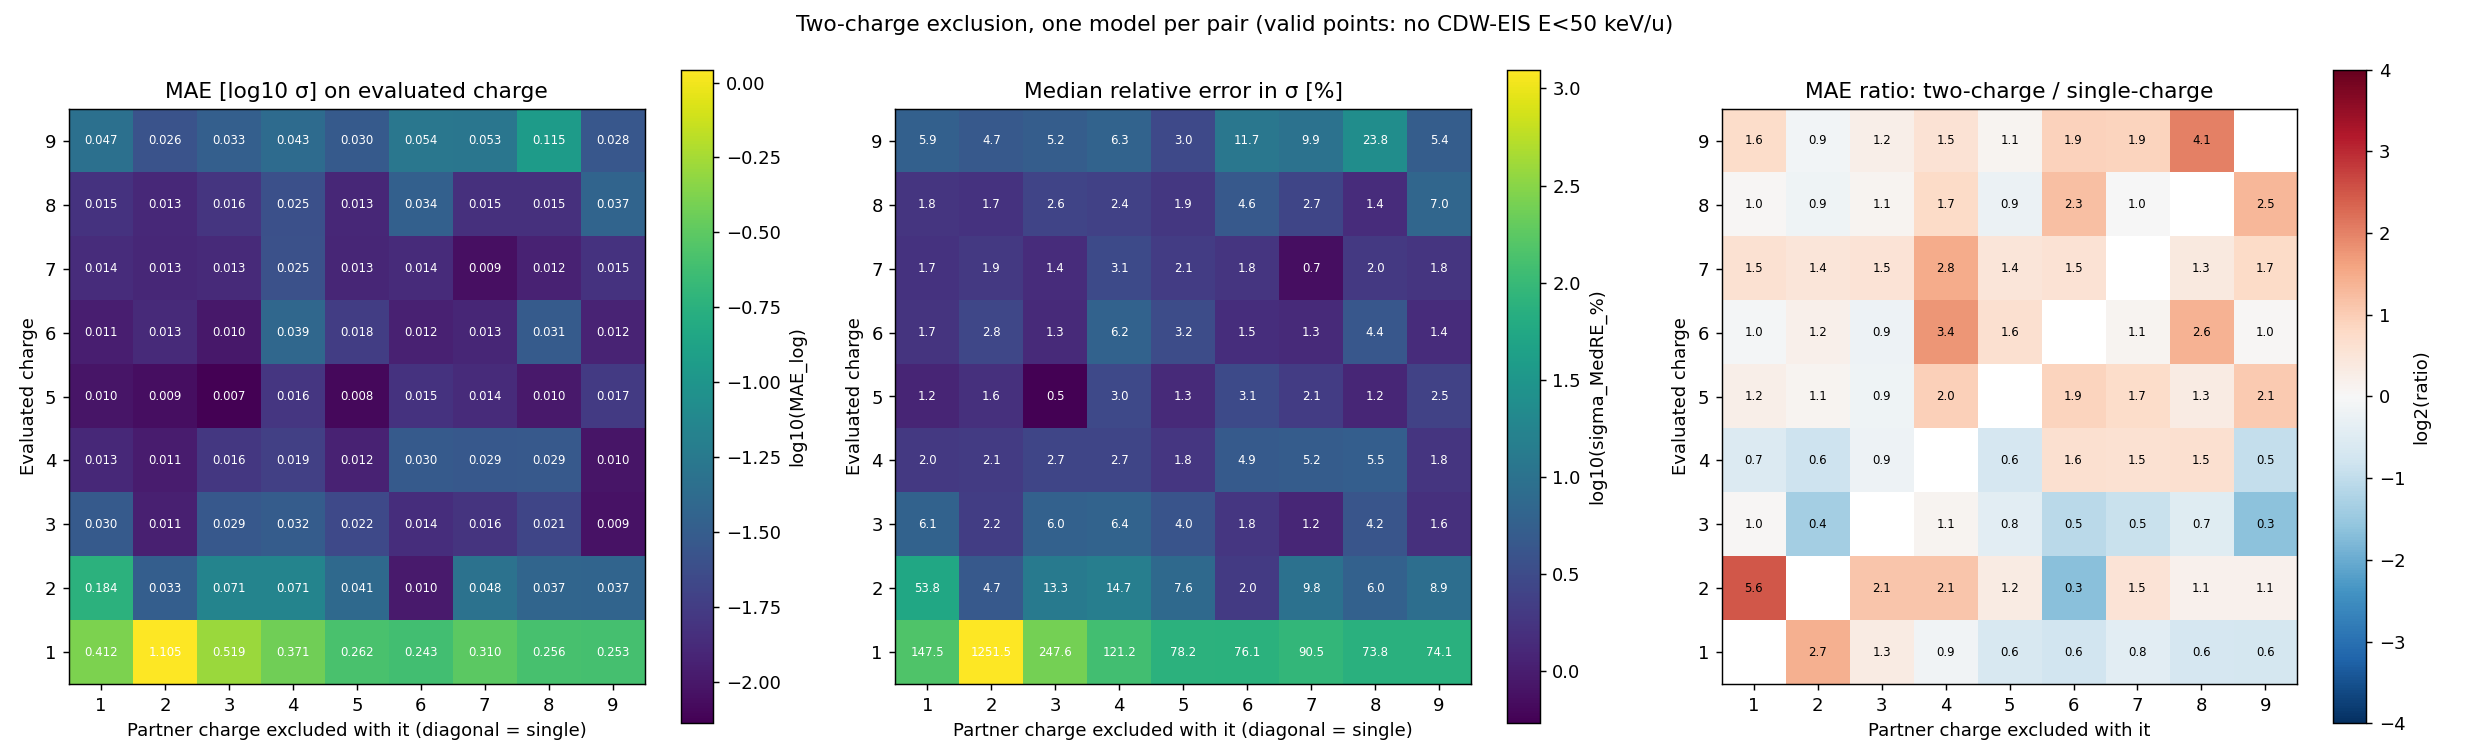 Two-charge exclusion, one model per pair (valid points: no CDW-EIS E<50 keV/u)
MAE [log10 σ] on evaluated charge
Evaluated charge
9 0.047 0.026 0.033 0.043 0.030 0.054 0.053 0.115 0.028
8 0.015 0.013 0.016 0.025 0.013 0.034 0.015 0.015 0.037
7 0.014 0.013 0.013 0.025 0.013 0.014 0.009 0.012 0.015
6 0.011 0.013 0.010 0.039 0.018 0.012 0.013 0.031 0.012
5 0.010 0.009 0.007 0.016 0.008 0.015 0.014 0.010 0.017
4 0.013 0.011 0.016 0.019 0.012 0.030 0.029 0.029 0.010
3 0.030 0.011 0.029 0.032 0.022 0.014 0.016 0.021 0.009
2 0.184 0.033 0.071 0.071 0.041 0.010 0.048 0.037 0.037
1 0.412 1.105 0.519 0.371 0.262 0.243 0.310 0.256 0.253
1 2 3 4 5 6 7 8 9
Partner charge excluded with it (diagonal = single)
0.00
−0.25
−0.50
−0.75
−1.00
−1.25
−1.50
−1.75
−2.00
log10(MAE_log)
Median relative error in σ [%]
Evaluated charge
9 5.9 4.7 5.2 6.3 3.0 11.7 9.9 23.8 5.4
8 1.8 1.7 2.6 2.4 1.9 4.6 2.7 1.4 7.0
7 1.7 1.9 1.4 3.1 2.1 1.8 0.7 2.0 1.8
6 1.7 2.8 1.3 6.2 3.2 1.5 1.3 4.4 1.4
5 1.2 1.6 0.5 3.0 1.3 3.1 2.1 1.2 2.5
4 2.0 2.1 2.7 2.7 1.8 4.9 5.2 5.5 1.8
3 6.1 2.2 6.0 6.4 4.0 1.8 1.2 4.2 1.6
2 53.8 4.7 13.3 14.7 7.6 2.0 9.8 6.0 8.9
1 147.5 1251.5 247.6 121.2 78.2 76.1 90.5 73.8 74.1
1 2 3 4 5 6 7 8 9
Partner charge excluded with it (diagonal = single)
3.0
2.5
2.0
1.5
1.0
0.5
0.0
log10(sigma_MedRE_%)
MAE ratio: two-charge / single-charge
Evaluated charge
9 1.6 0.9 1.2 1.5 1.1 1.9 1.9 4.1
8 1.0 0.9 1.1 1.7 0.9 2.3 1.0 2.5
7 1.5 1.4 1.5 2.8 1.4 1.5 1.3 1.7
6 1.0 1.2 0.9 3.4 1.6 1.1 2.6 1.0
5 1.2 1.1 0.9 2.0 1.9 1.7 1.3 2.1
4 0.7 0.6 0.9 0.6 1.6 1.5 1.5 0.5
3 1.0 0.4 1.1 0.8 0.5 0.5 0.7 0.3
2 5.6 2.1 2.1 1.2 0.3 1.5 1.1 1.1
1 2.7 1.3 0.9 0.6 0.6 0.8 0.6 0.6
1 2 3 4 5 6 7 8 9
Partner charge excluded with it
4
3
2
1
0
−1
−2
−3
−4
log2(ratio)